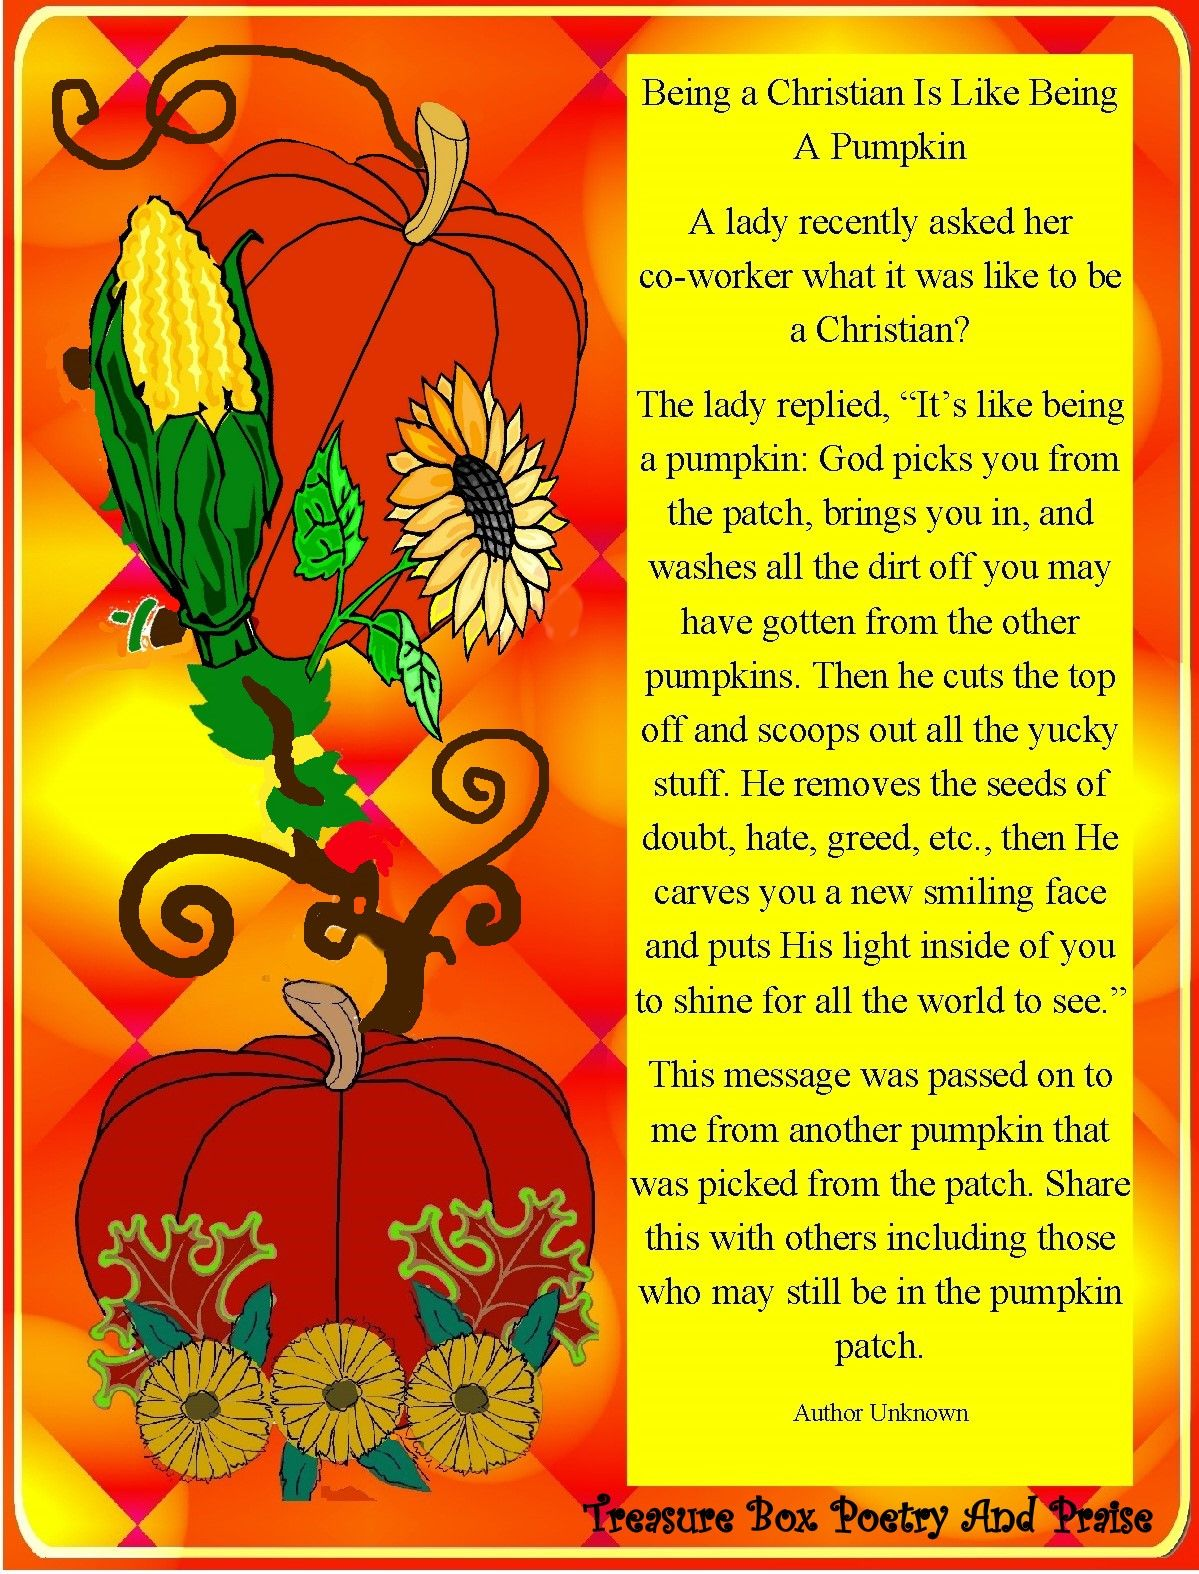 Being a Christian Is Like Being
A Pumpkin
A lady recently asked her
co-worker what it was like to be
a Christian?
The lady replied, “It’s like being
a pumpkin: God picks you from
the patch, brings you in, and
washes all the dirt off you may
have gotten from the other
pumpkins. Then he cuts the top
off and scoops out all the yucky
stuff. He removes the seeds of
doubt, hate, greed, etc., then He
carves you a new smiling face
and puts His light inside of you
to shine for all the world to see.”
This message was passed on to
me from another pumpkin that
was picked from the patch. Share
this with others including those
who may still be in the pumpkin
patch.
Author Unknown
Treasure Box Poetry And Praise